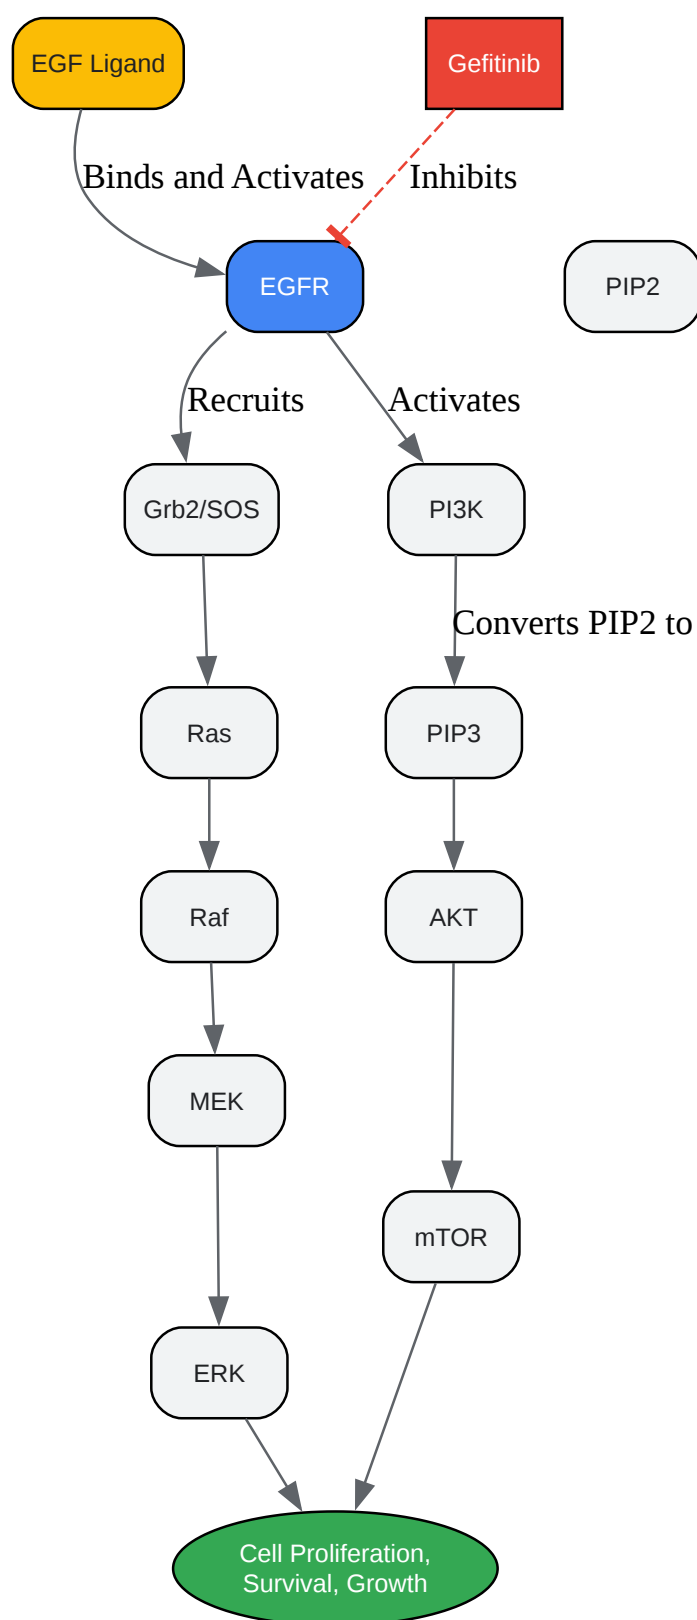 EGF Ligand
Gefitinib
Binds and Activates
Inhibits
EGFR
PIP2
Recruits
Activates
Grb2/SOS
PI3K
Converts PIP2 to
Ras
PIP3
Raf
AKT
MEK
mTOR
ERK
Cell Proliferation,
Survival, Growth